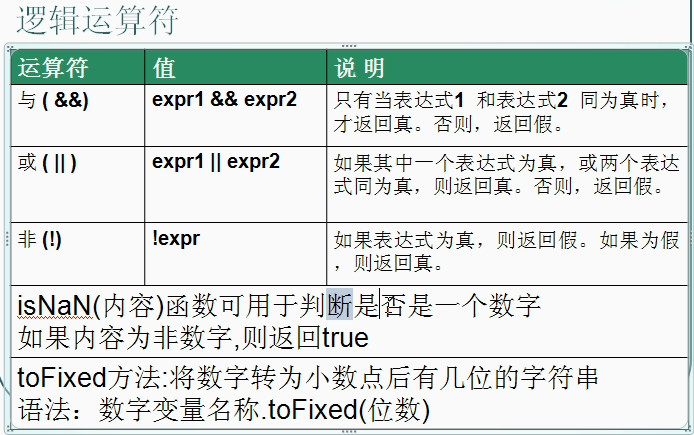 逻辑运算符
运算符 值 说 明
与 ( &&) expr1 && expr2 只有当表达式1 和表达式2 同为真时，
才返回真。否则，返回假。
或 ( || ) expr1 || expr2 如果其中一个表达式为真，或两个表达
式同为真，则返回真。否则，返回假。
非 (!) !expr 如果表达式为真，则返回假。如果为假
，则返回真。
isNaN(内容)函数可用于判断是否是一个数字
如果内容为非数字,则返回true
toFixed方法:将数字转为小数点后有几位的字符串
语法：数字变量名称.toFixed(位数)